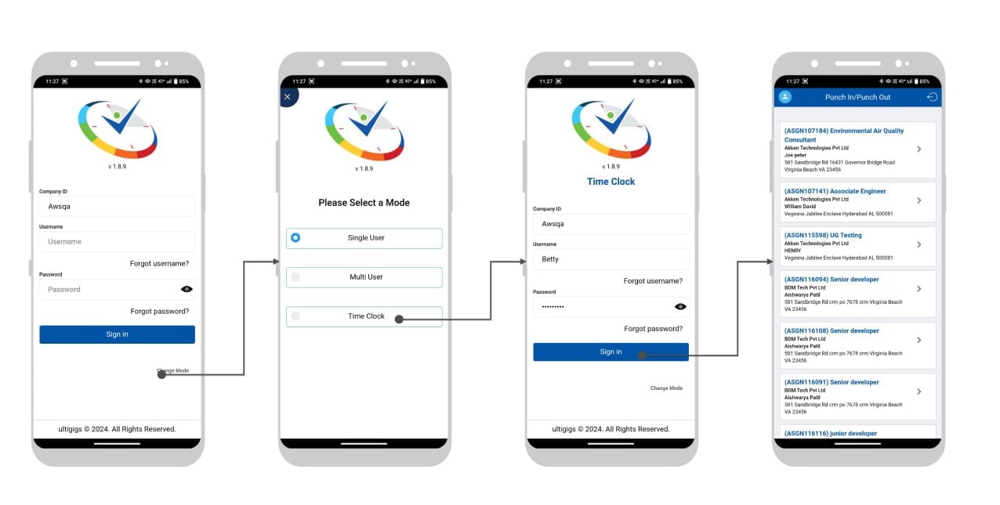 11:27
4G+ 85%
v 1.8.9
Company ID
Awsqa
Username
Username
Forgot username?
Password
Password
Forgot password?
Sign in
Change Mode
ultigigs © 2024. All Rights Reserved.
11:27
4G+ 85%
v 1.8.9
Please Select a Mode
Single User
Multi User
Time Clock
11:27
4G+ 85%
v 1.8.9
Time Clock
Company ID
Awsqa
Username
Betty
Forgot username?
Password
•••••••••
Forgot password?
Sign in
Change Mode
ultigigs © 2024. All Rights Reserved.
11:27
4G+ 85%
Punch In/Punch Out
(ASGN107184) Environmental Air Quality
Consultant
Akken Technologies Pvt Ltd
Joe peter
581 Sandbridge Rd 16431 Governor Bridge Road
Virginia Beach VA 23456
(ASGN107141) Associate Engineer
Akken Technologies Pvt Ltd
William David
Vegesna Jubilee Enclave Hyderabad AL 500081
(ASGN115598) UG Testing
Akken Technologies Pvt Ltd
HENRY
Vegesna Jubilee Enclave Hyderabad AL 500081
(ASGN116094) Senior developer
BDM Tech Pvt Ltd
Aishwarya Patil
581 Sandbridge Rd crm po 7678 crm Virginia Beach
VA 23456
(ASGN116108) Senior developer
BDM Tech Pvt Ltd
Aishwarya Patil
581 Sandbridge Rd crm po 7678 crm Virginia Beach
VA 23456
(ASGN116091) Senior developer
BDM Tech Pvt Ltd
Aishwarya Patil
581 Sandbridge Rd crm po 7678 crm Virginia Beach
VA 23456
(ASGN116116) junior developer